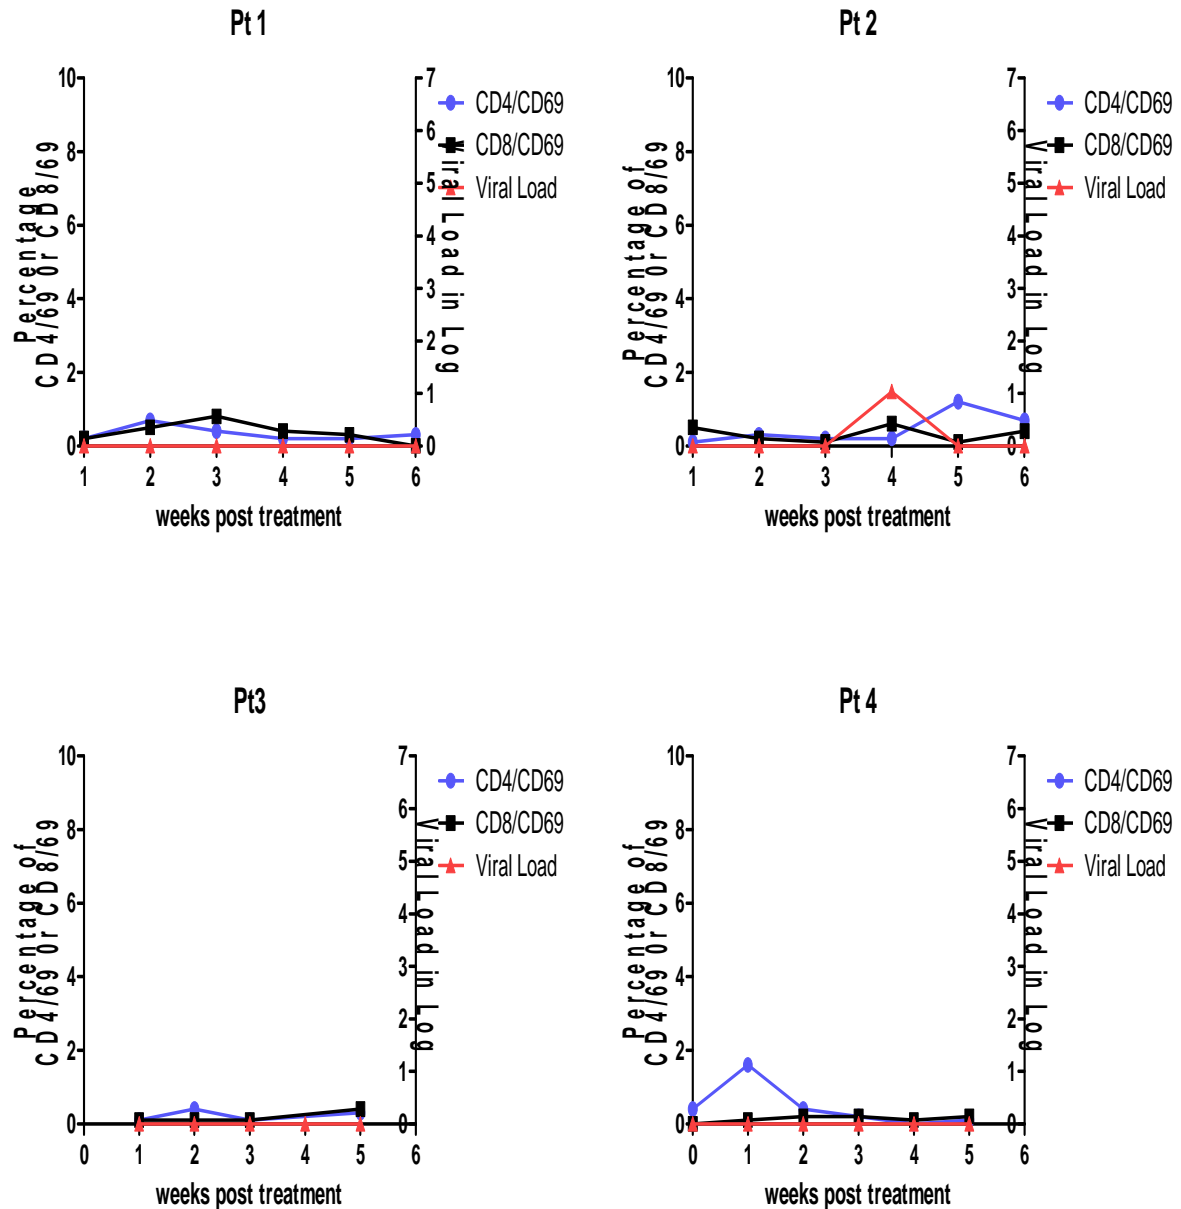 Pt 1
Percentage
CD4/69 Or CD8/69
10
8
6
4
2
0
7
6
5
4
3
2
1
0
Viral Load in Log
CD4/CD69
CD8/CD69
Viral Load
1 2 3 4 5 6
weeks post treatment
Pt 2
Percentage of
CD4/69 Or CD8/69
10
8
6
4
2
0
7
6
5
4
3
2
1
0
Viral Load in Log
CD4/CD69
CD8/CD69
Viral Load
1 2 3 4 5 6
weeks post treatment
Pt3
Percentage of
CD4/69 Or CD8/69
10
8
6
4
2
0
7
6
5
4
3
2
1
0
Viral Load in Log
CD4/CD69
CD8/CD69
Viral Load
0 1 2 3 4 5 6
weeks post treatment
Pt 4
Percentage of
CD4/69 Or CD8/69
10
8
6
4
2
0
7
6
5
4
3
2
1
0
Viral Load in Log
CD4/CD69
CD8/CD69
Viral Load
0 1 2 3 4 5 6
weeks post treatment